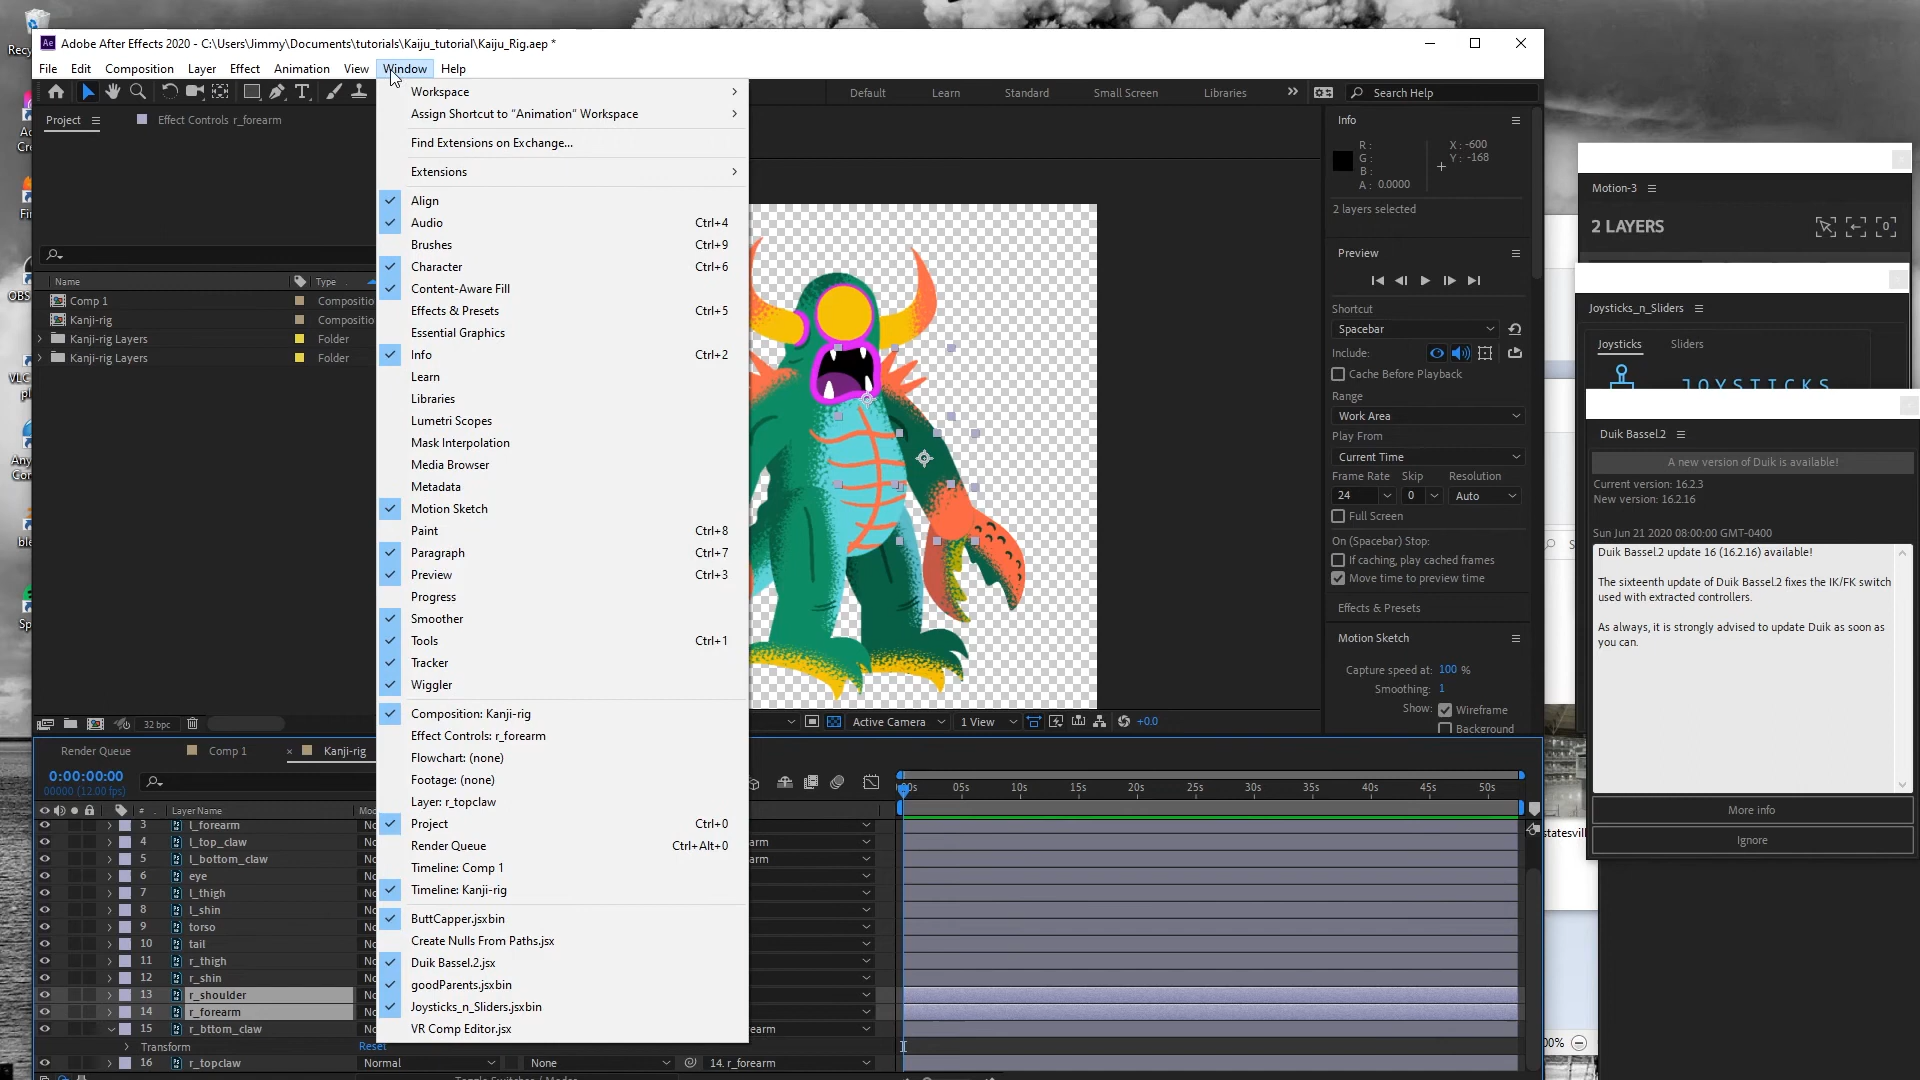 Adobe After Effects 2020 - C:\Users\Jimmy\Documents\tutorials\Kaiju_tutorial\Kaiju_Rig.aep *
File Edit Composition Layer Effect Animation View Window Help
Default Learn Standard Small Screen Libraries Search Help
Project Effect Controls r_forearm
Name Type
Comp 1 Compositio
Kanji-rig Compositio
Kanji-rig Layers Folder
Kanji-rig Layers Folder
32 bpc
Workspace
Assign Shortcut to "Animation" Workspace
Find Extensions on Exchange...
Extensions
Align
Audio Ctrl+4
Brushes Ctrl+9
Character Ctrl+6
Content-Aware Fill
Effects & Presets Ctrl+5
Essential Graphics
Info Ctrl+2
Learn
Libraries
Lumetri Scopes
Mask Interpolation
Media Browser
Metadata
Motion Sketch
Paint Ctrl+8
Paragraph Ctrl+7
Preview Ctrl+3
Progress
Smoother
Tools Ctrl+1
Tracker
Wiggler
Composition: Kanji-rig
Effect Controls: r_forearm
Flowchart: (none)
Footage: (none)
Layer: r_topclaw
Project Ctrl+0
Render Queue Ctrl+Alt+0
Timeline: Comp 1
Timeline: Kanji-rig
ButtCapper.jsxbin
Create Nulls From Paths.jsx
Duik Bassel.2.jsx
goodParents.jsxbin
Joysticks_n_Sliders.jsxbin
VR Comp Editor.jsx
Active Camera 1 View +0.0
Info
R : X : -600
G : Y : -168
B :
A : 0.0000
2 layers selected
Preview
Shortcut
Spacebar
Include:
Cache Before Playback
Range
Work Area
Play From
Current Time
Frame Rate Skip Resolution
24 0 Auto
Full Screen
On (Spacebar) Stop:
If caching, play cached frames
Move time to preview time
Effects & Presets
Motion Sketch
Capture speed at: 100 %
Smoothing: 1
Show: Wireframe
Background
Motion-3
2 LAYERS
Joysticks_n_Sliders
Joysticks Sliders
JOYSTICKS
Duik Bassel.2
A new version of Duik is available!
Current version: 16.2.3
New version: 16.2.16
Sun Jun 21 2020 08:00:00 GMT-0400
Duik Bassel.2 update 16 (16.2.16) available!
The sixteenth update of Duik Bassel.2 fixes the IK/FK switch
used with extracted controllers.
As always, it is strongly advised to update Duik as soon as
you can.
More info
Ignore
Render Queue Comp 1 Kanji-rig
0:00:00:00
00000 (12.00 fps)
05s 10s 15s 20s 25s 30s 35s 40s 45s 50s
# Layer Name
3 l_forearm
4 l_top_claw
5 l_bottom_claw
6 eye
7 l_thigh
8 l_shin
9 torso
10 tail
11 r_thigh
12 r_shin
13 r_shoulder
14 r_forearm
15 r_bttom_claw
Transform Reset
16 r_topclaw Normal None 14. r_forearm